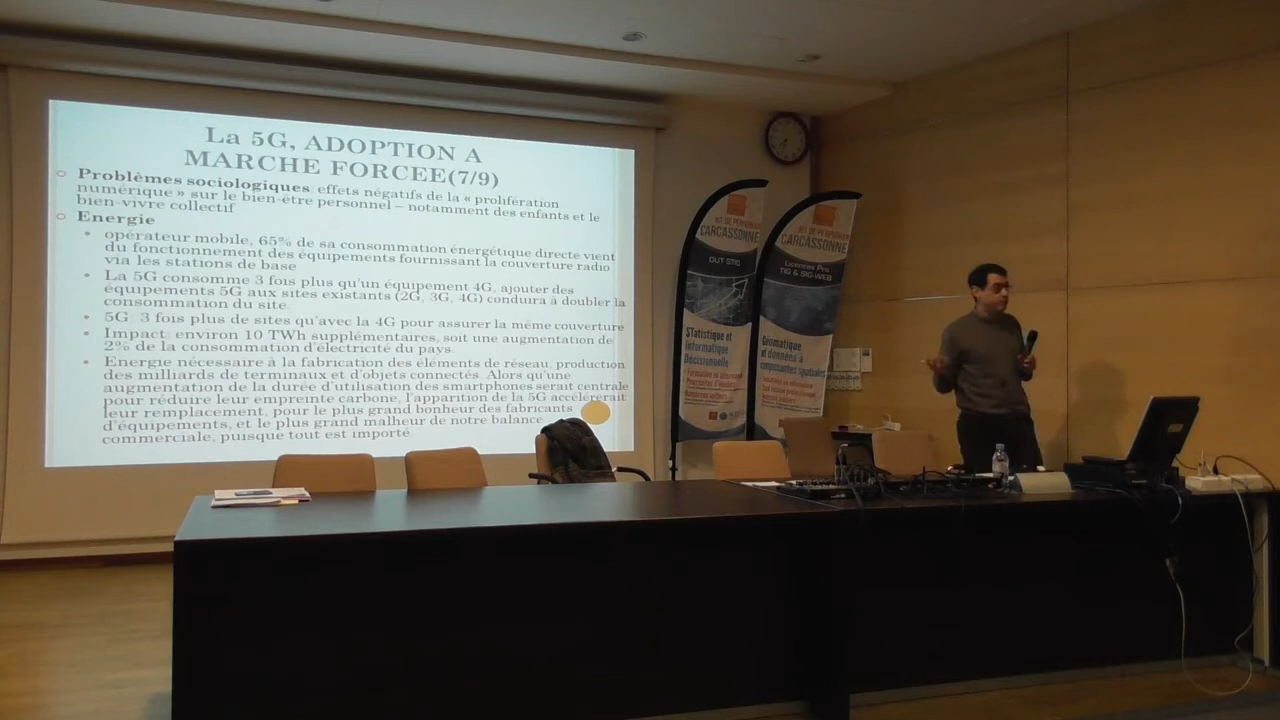 La 5G, ADOPTION A
MARCHE FORCEE(7/9)
Problèmes sociologiques effets négatifs de la « prolifération
numérique » sur le bien-être personnel – notamment des enfants et le
bien-vivre collectif
Energie
opérateur mobile, 65% de sa consommation énergétique directe vient
du fonctionnement des équipements fournissant la couverture radio
via les stations de base
La 5G consomme 3 fois plus qu'un équipement 4G, ajouter des
équipements 5G aux sites existants (2G, 3G, 4G) conduira à doubler la
consommation du site.
5G: 3 fois plus de sites qu'avec la 4G pour assurer la même couverture
Impact: environ 10 TWh supplémentaires, soit une augmentation de
2% de la consommation d'électricité du pays.
Energie nécessaire à la fabrication des éléments de réseau, production
des milliards de terminaux et d'objets connectés. Alors qu'une
augmentation de la durée d'utilisation des smartphones serait centrale
pour réduire leur empreinte carbone, l'apparition de la 5G accélérerait
leur remplacement, pour le plus grand bonheur des fabricants
d'équipements, et le plus grand malheur de notre balance
commerciale, puisque tout est importé.
CARCASSONNE
DUT STID
STatistique et
Informatique
Décisionnelle
CARCASSONNE
Licences Pro
TIG & SIG-WEB
Géomatique
et données à
composantes spatiales